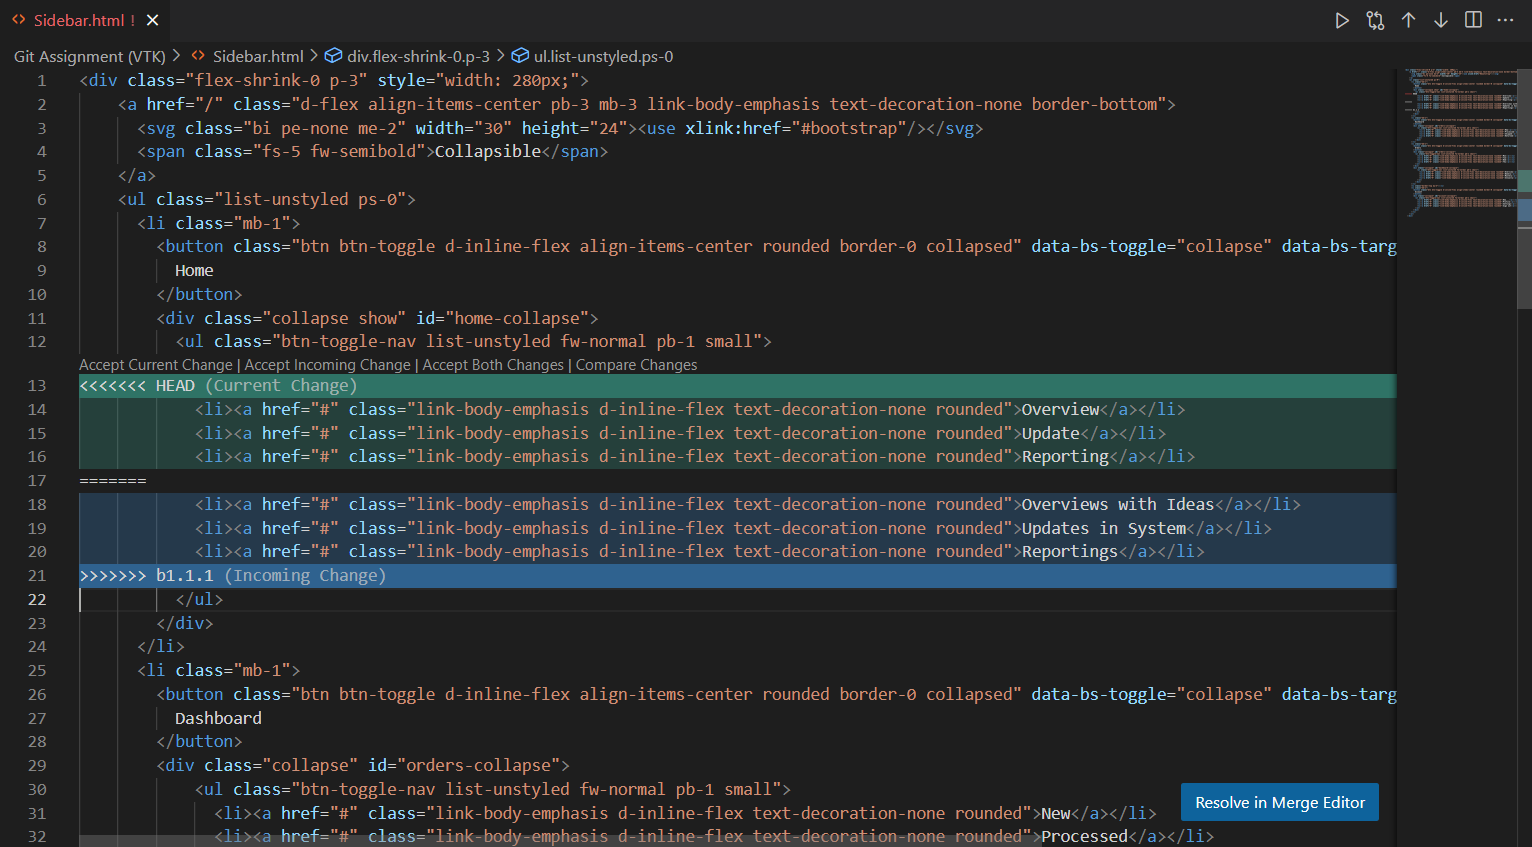 Sidebar.html !
Git Assignment (VTK) > Sidebar.html > div.flex-shrink-0.p-3 > ul.list-unstyled.ps-0
1 <div class="flex-shrink-0 p-3" style="width: 280px;">
2 <a href="/" class="d-flex align-items-center pb-3 mb-3 link-body-emphasis text-decoration-none border-bottom">
3 <svg class="bi pe-none me-2" width="30" height="24"><use xlink:href="#bootstrap"/></svg>
4 <span class="fs-5 fw-semibold">Collapsible</span>
5 </a>
6 <ul class="list-unstyled ps-0">
7 <li class="mb-1">
8 <button class="btn btn-toggle d-inline-flex align-items-center rounded border-0 collapsed" data-bs-toggle="collapse" data-bs-targ
9 Home
10 </button>
11 <div class="collapse show" id="home-collapse">
12 <ul class="btn-toggle-nav list-unstyled fw-normal pb-1 small">
Accept Current Change | Accept Incoming Change | Accept Both Changes | Compare Changes
13 <<<<<<< HEAD (Current Change)
14 <li><a href="#" class="link-body-emphasis d-inline-flex text-decoration-none rounded">Overview</a></li>
15 <li><a href="#" class="link-body-emphasis d-inline-flex text-decoration-none rounded">Update</a></li>
16 <li><a href="#" class="link-body-emphasis d-inline-flex text-decoration-none rounded">Reporting</a></li>
17 =======
18 <li><a href="#" class="link-body-emphasis d-inline-flex text-decoration-none rounded">Overviews with Ideas</a></li>
19 <li><a href="#" class="link-body-emphasis d-inline-flex text-decoration-none rounded">Updates in System</a></li>
20 <li><a href="#" class="link-body-emphasis d-inline-flex text-decoration-none rounded">Reportings</a></li>
21 >>>>>>> b1.1.1 (Incoming Change)
22 </ul>
23 </div>
24 </li>
25 <li class="mb-1">
26 <button class="btn btn-toggle d-inline-flex align-items-center rounded border-0 collapsed" data-bs-toggle="collapse" data-bs-targ
27 Dashboard
28 </button>
29 <div class="collapse" id="orders-collapse">
30 <ul class="btn-toggle-nav list-unstyled fw-normal pb-1 small">
31 <li><a href="#" class="link-body-emphasis d-inline-flex text-decoration-none rounded">New</a></li>
32 <li><a href="#" class="link-body-emphasis d-inline-flex text-decoration-none rounded">Processed</a></li>
Resolve in Merge Editor